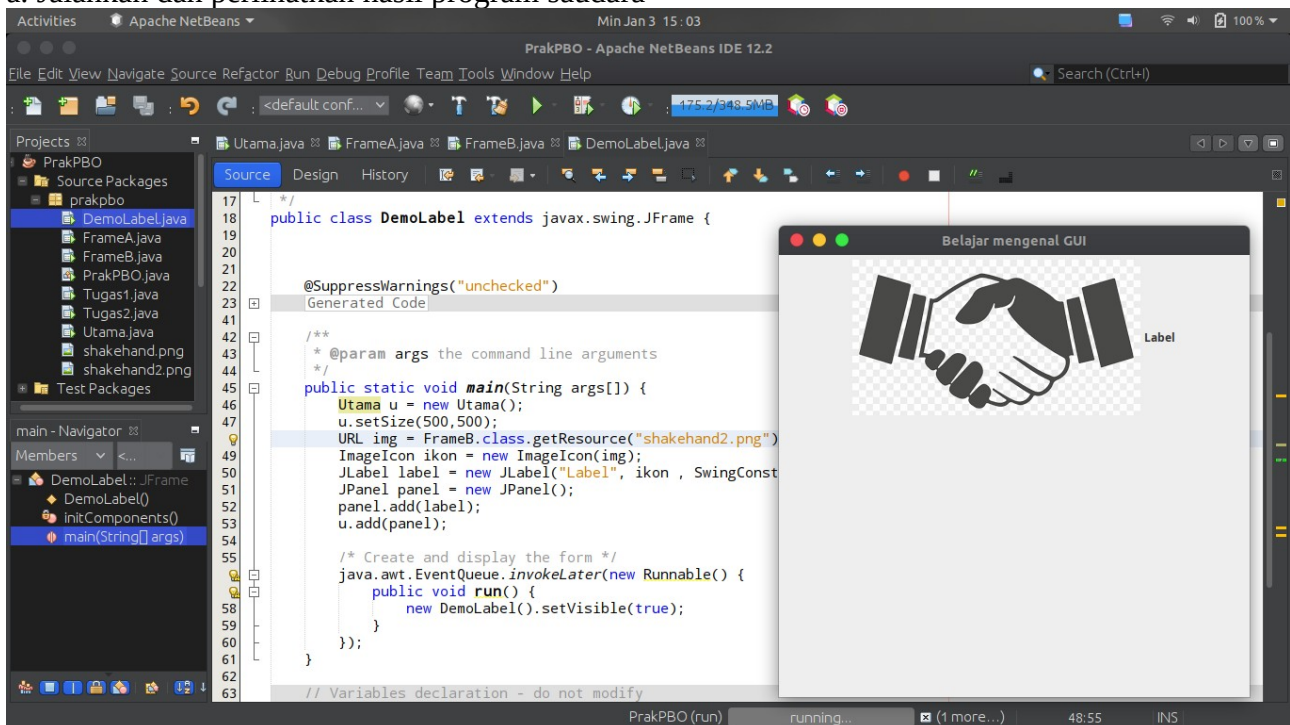 a. Jalankan dan perlihatkan hasil program saudara
Activities Apache NetBeans Min Jan 3 15:03 100 %
PrakPBO - Apache NetBeans IDE 12.2
File Edit View Navigate Source Refactor Run Debug Profile Team Tools Window Help Search (Ctrl+I)
<default conf... 175.2/348.5MB
Projects
PrakPBO
Source Packages
prakpbo
DemoLabel.java
FrameA.java
FrameB.java
PrakPBO.java
Tugas1.java
Tugas2.java
Utama.java
shakehand.png
shakehand2.png
Test Packages
main - Navigator
Members <...
DemoLabel :: JFrame
DemoLabel()
initComponents()
main(String[] args)
Utama.java FrameA.java FrameB.java DemoLabel.java
Source Design History
17 */
18 public class DemoLabel extends javax.swing.JFrame {
19
20
21
22 @SuppressWarnings("unchecked")
23 Generated Code
41
42 /**
43 * @param args the command line arguments
44 */
45 public static void main(String args[]) {
46 Utama u = new Utama();
47 u.setSize(500,500);
URL img = FrameB.class.getResource("shakehand2.png")
49 ImageIcon ikon = new ImageIcon(img);
50 JLabel label = new JLabel("Label", ikon , SwingConst
51 JPanel panel = new JPanel();
52 panel.add(label);
53 u.add(panel);
54
55 /* Create and display the form */
java.awt.EventQueue.invokeLater(new Runnable() {
public void run() {
58 new DemoLabel().setVisible(true);
59 }
60 });
61 }
62
63 // Variables declaration - do not modify
Belajar mengenal GUI
Label
PrakPBO (run) running... (1 more...) 48:55 INS